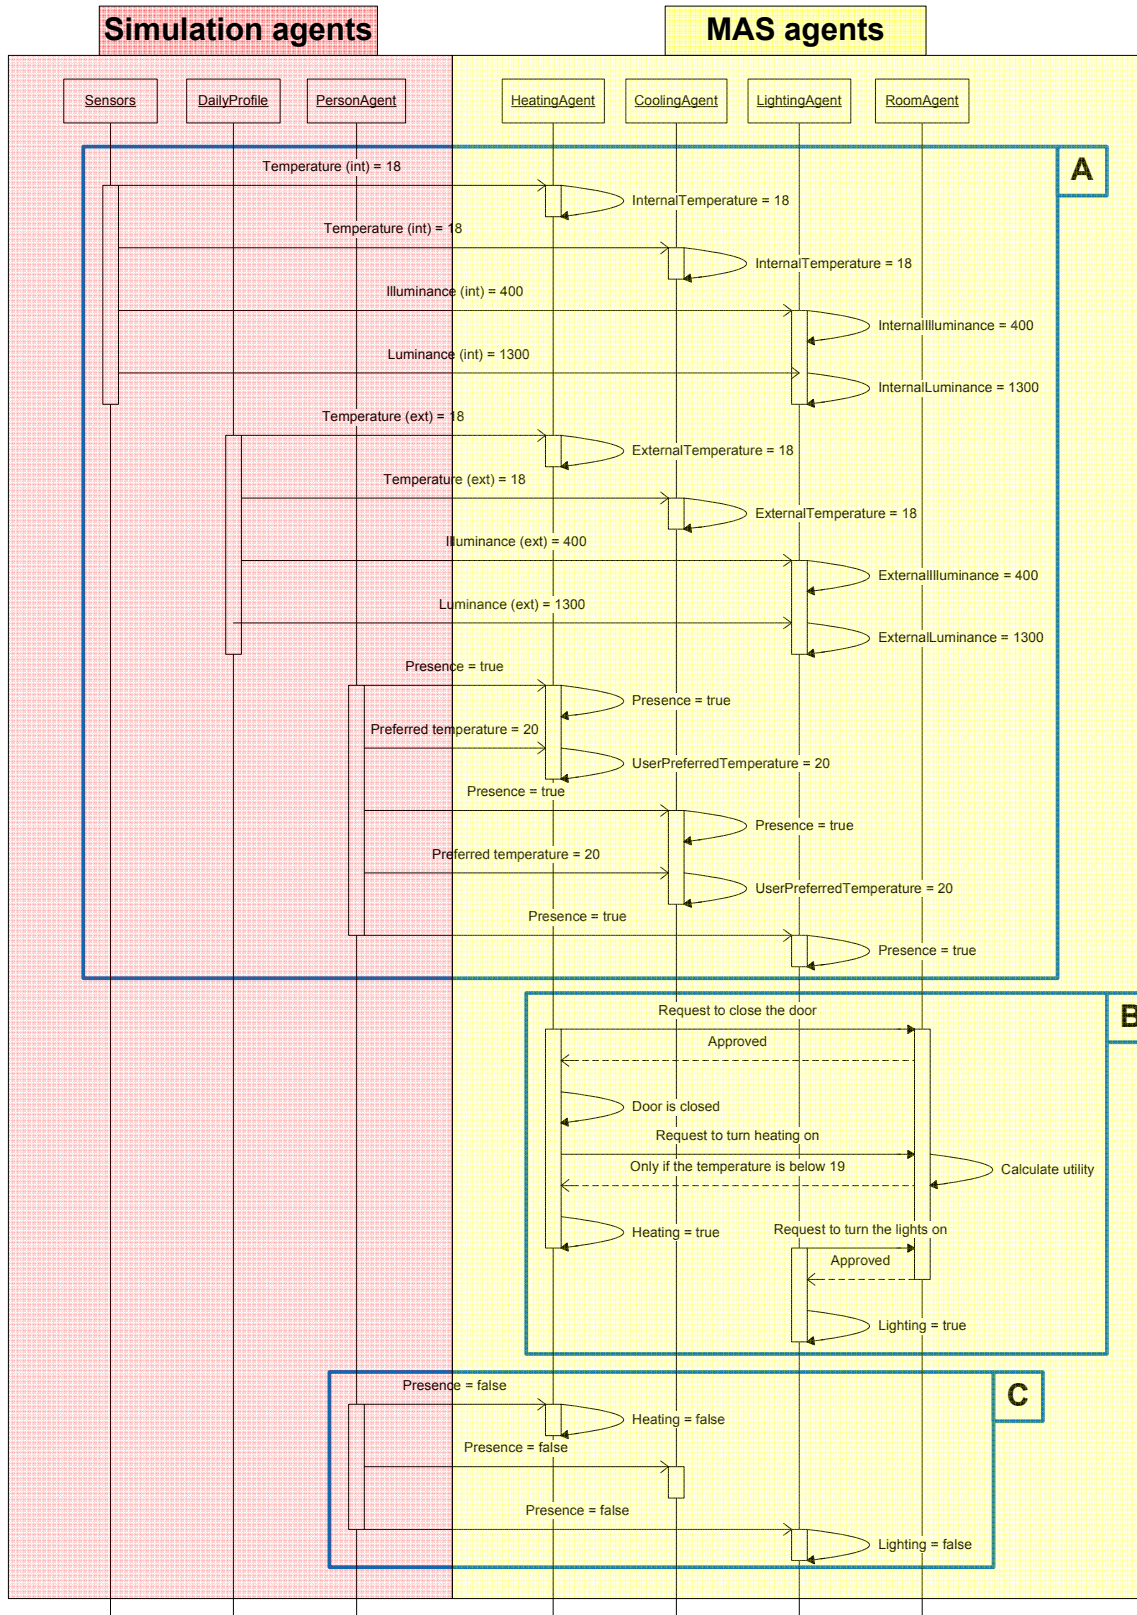 Simulation agents
MAS agents
Sensors
DailyProfile
PersonAgent
HeatingAgent
CoolingAgent
LightingAgent
RoomAgent
A
Temperature (int) = 18
InternalTemperature = 18
Temperature (int) = 18
InternalTemperature = 18
Illuminance (int) = 400
InternalIlluminance = 400
Luminance (int) = 1300
InternalLuminance = 1300
Temperature (ext) = 18
ExternalTemperature = 18
Temperature (ext) = 18
ExternalTemperature = 18
Illuminance (ext) = 400
ExternalIlluminance = 400
Luminance (ext) = 1300
ExternalLuminance = 1300
Presence = true
Presence = true
Preferred temperature = 20
UserPreferredTemperature = 20
Presence = true
Presence = true
Preferred temperature = 20
UserPreferredTemperature = 20
Presence = true
Presence = true
B
Request to close the door
Approved
Door is closed
Request to turn heating on
Only if the temperature is below 19
Calculate utility
Heating = true
Request to turn the lights on
Approved
Lighting = true
C
Presence = false
Heating = false
Presence = false
Presence = false
Lighting = false